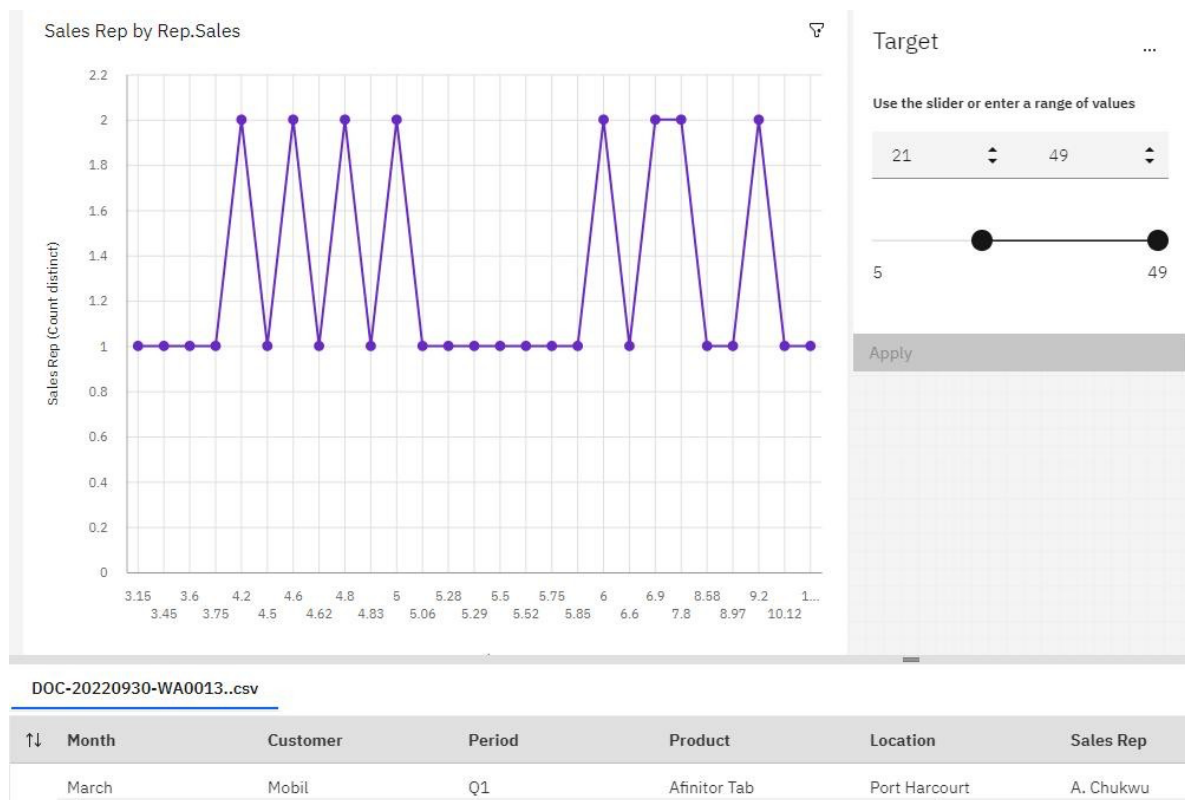 Sales Rep by Rep.Sales
2.2
2
1.8
1.6
1.4
1.2
1
0.8
0.6
0.4
0.2
0
Sales Rep (Count distinct)
3.15 3.6 4.2 4.6 4.8 5 5.28 5.5 5.75 6 6.9 8.58 9.2 1...
3.45 3.75 4.5 4.62 4.83 5.06 5.29 5.52 5.85 6.6 7.8 8.97 10.12
Target
...
Use the slider or enter a range of values
21 49
5 49
Apply
DOC-20220930-WA0013..csv
Month Customer Period Product Location Sales Rep
March Mobil Q1 Afinitor Tab Port Harcourt A. Chukwu